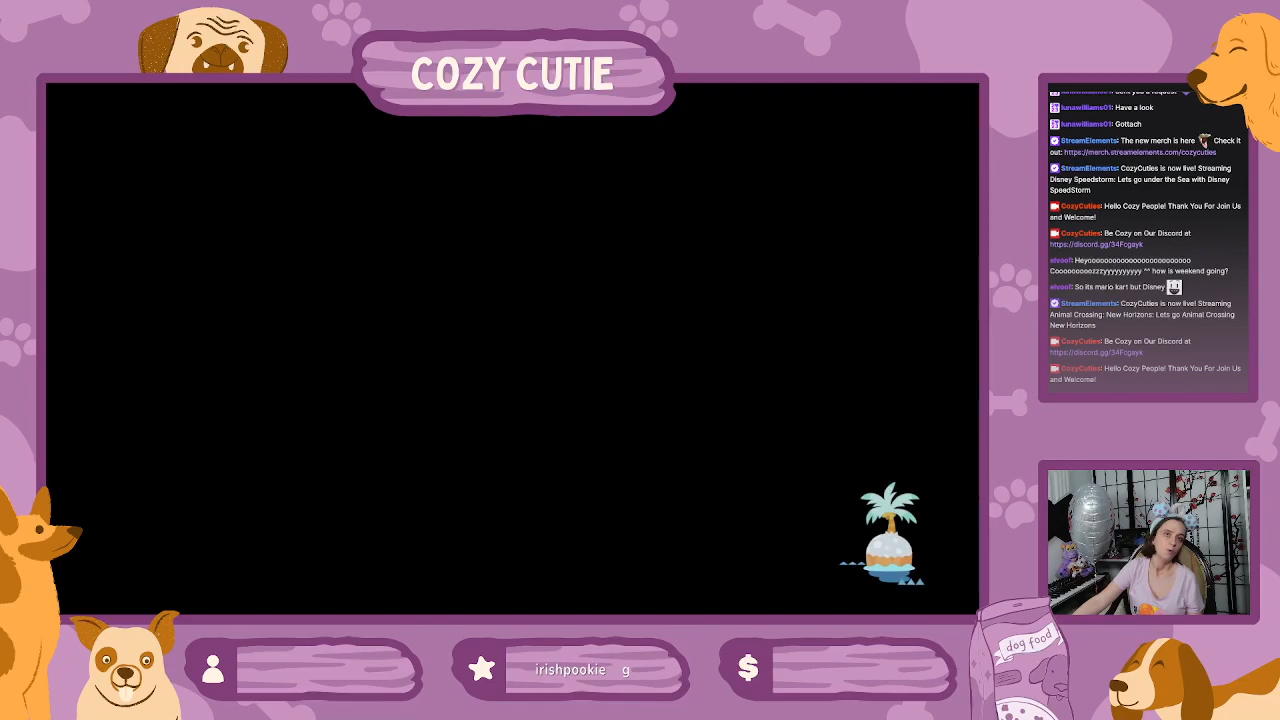 COZY CUTIE
lunawilliams01: Have a look
lunawilliams01: Gottach
StreamElements: The new merch is here Check it
out: https://merch.streamelements.com/cozycuties
StreamElements: CozyCuties is now live! Streaming
Disney Speedstorm: Lets go under the Sea with Disney
SpeedStorm
CozyCuties: Hello Cozy People! Thank You For Join Us
and Welcome!
CozyCuties: Be Cozy on Our Discord at
https://discord.gg/34Fcgayk
elvoof: Heyoooooooooooooooooooooooo
Cooooooooozzzyyyyyyyyyy ^^ how is weekend going?
elvoof: So its mario kart but Disney
StreamElements: CozyCuties is now live! Streaming
Animal Crossing: New Horizons: Lets go Animal Crossing
New Horizons
CozyCuties: Be Cozy on Our Discord at
https://discord.gg/34Fcgayk
CozyCuties: Hello Cozy People! Thank You For Join Us
and Welcome!
irishpookie g
$
dog food